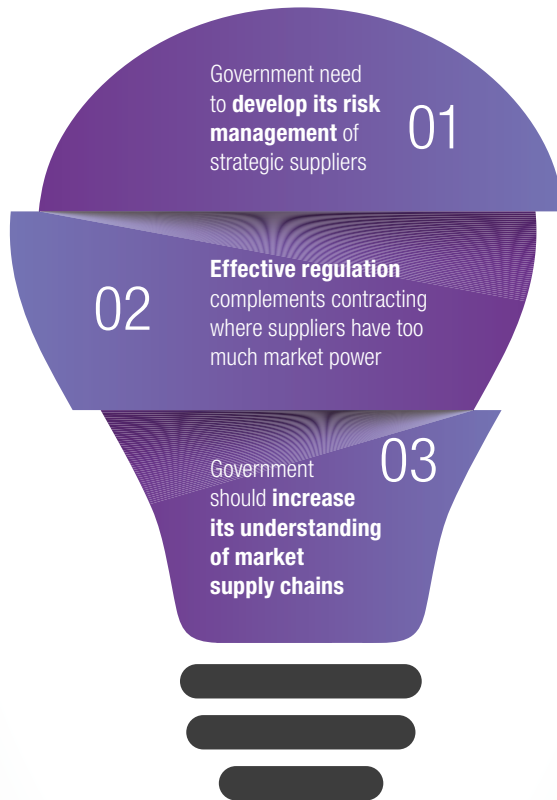 Government need
to develop its risk
management of
strategic suppliers
01
02
Effective regulation
complements contracting
where suppliers have too
much market power
03
Government
should increase
its understanding
of market
supply chains